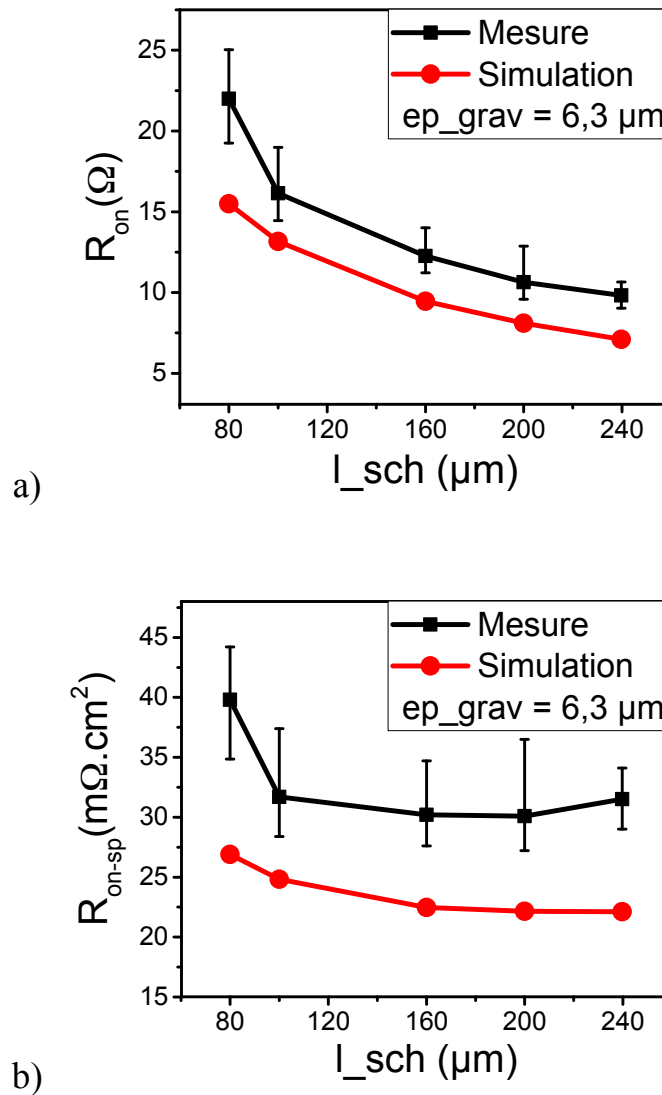 Mesure
Simulation
ep_grav = 6,3 µm
25
20
15
10
5
R_on(Ω)
80 120 160 200 240
l_sch (µm)
a)
Mesure
Simulation
ep_grav = 6,3 µm
45
40
35
30
25
20
15
R_on-sp(mΩ.cm²)
80 120 160 200 240
l_sch (µm)
b)